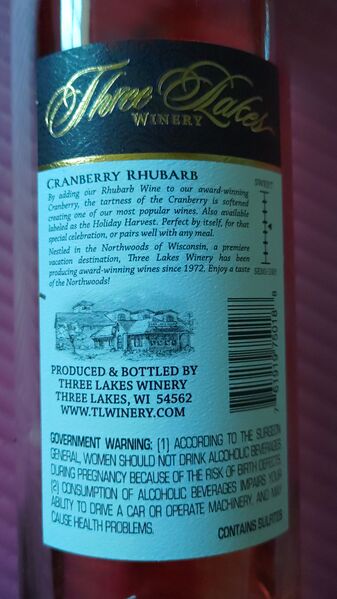 Three Lakes
WINERY
CRANBERRY RHUBARB
By adding our Rhubarb Wine to our award-winning
Cranberry, the tartness of the Cranberry is softened
creating one of our most popular wines. Also available
labeled as the Holiday Harvest. Perfect by itself, for that
special celebration, or pairs well with any meal.
Nestled in the Northwoods of Wisconsin, a premiere
vacation destination, Three Lakes Winery has been
producing award-winning wines since 1972. Enjoy a taste
of the Northwoods!
SWEET
SEMI-DRY
PRODUCED & BOTTLED BY
THREE LAKES WINERY
THREE LAKES, WI 54562
WWW.TLWINERY.COM
7 61919 75018 8
GOVERNMENT WARNING: (1) ACCORDING TO THE SURGEON
GENERAL, WOMEN SHOULD NOT DRINK ALCOHOLIC BEVERAGES
DURING PREGNANCY BECAUSE OF THE RISK OF BIRTH DEFECTS.
(2) CONSUMPTION OF ALCOHOLIC BEVERAGES IMPAIRS YOUR
ABILITY TO DRIVE A CAR OR OPERATE MACHINERY, AND MAY
CAUSE HEALTH PROBLEMS.
CONTAINS SULFITES